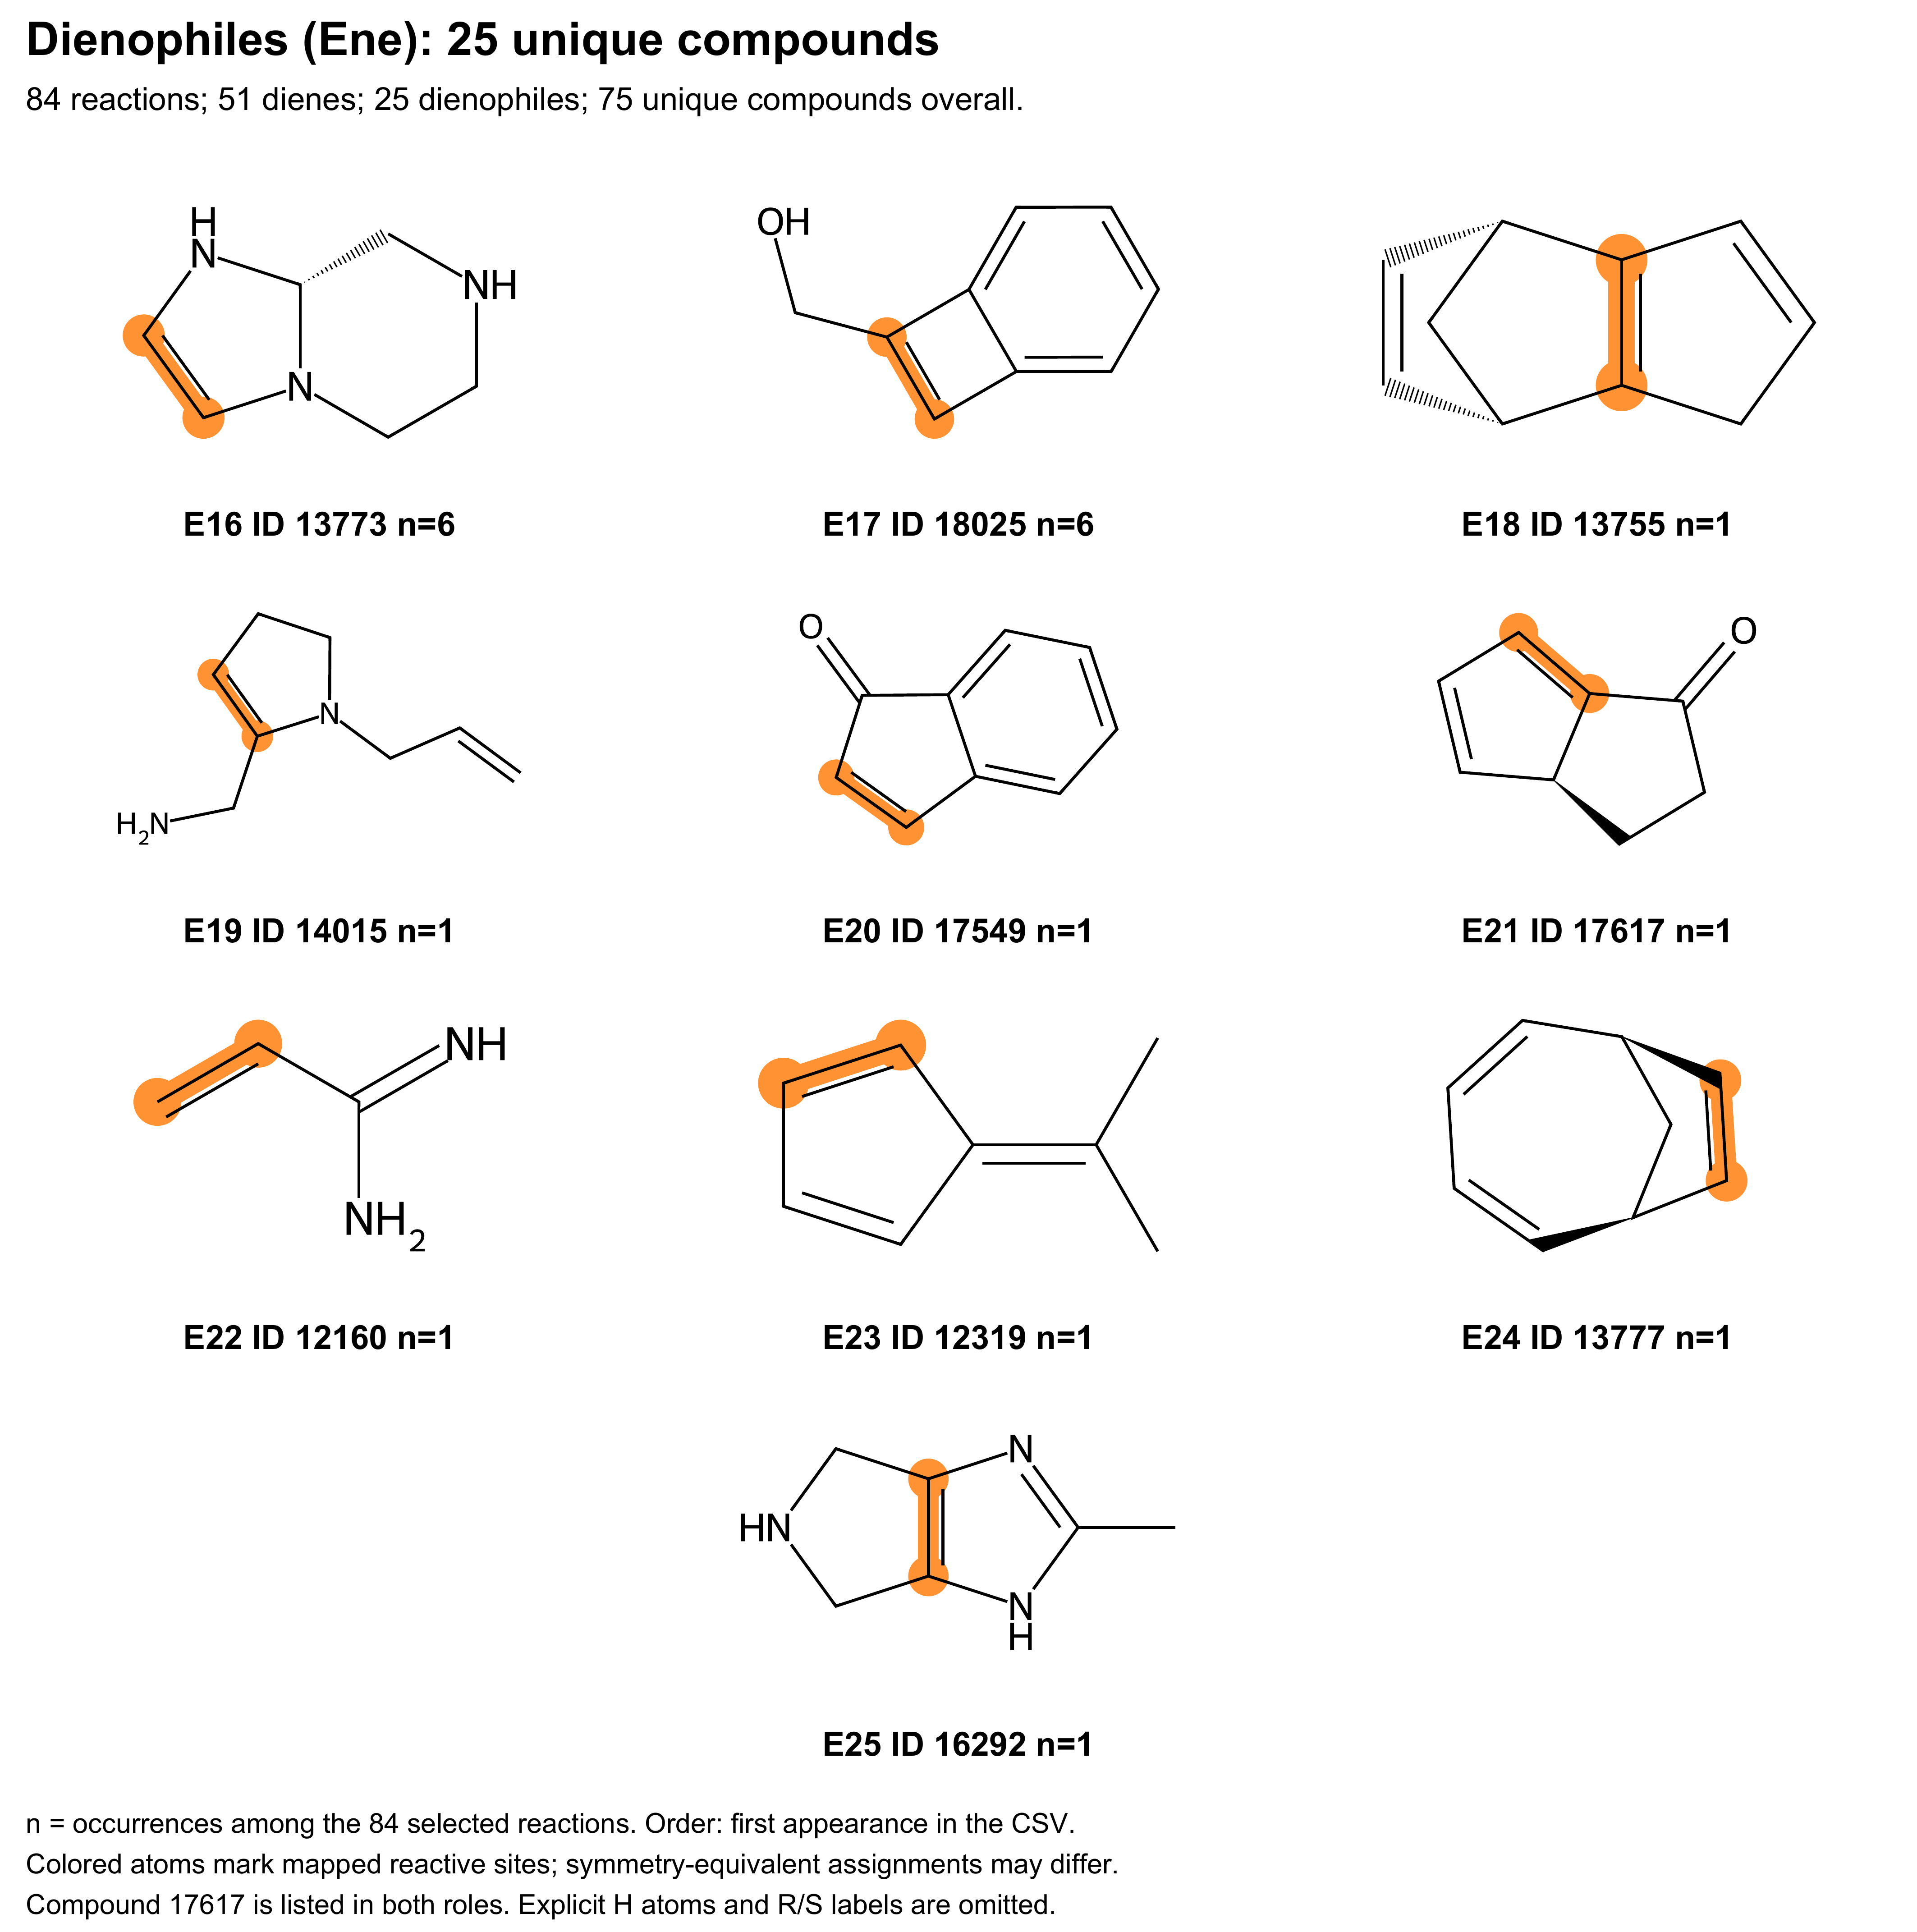 Dienophiles (Ene): 25 unique compounds
84 reactions; 51 dienes; 25 dienophiles; 75 unique compounds overall.
H
N
NH
N
E16 ID 13773 n=6
OH
E17 ID 18025 n=6
E18 ID 13755 n=1
N
H2N
E19 ID 14015 n=1
O
E20 ID 17549 n=1
O
E21 ID 17617 n=1
NH
NH2
E22 ID 12160 n=1
E23 ID 12319 n=1
E24 ID 13777 n=1
N
HN
N
H
E25 ID 16292 n=1
n = occurrences among the 84 selected reactions. Order: first appearance in the CSV.
Colored atoms mark mapped reactive sites; symmetry-equivalent assignments may differ.
Compound 17617 is listed in both roles. Explicit H atoms and R/S labels are omitted.